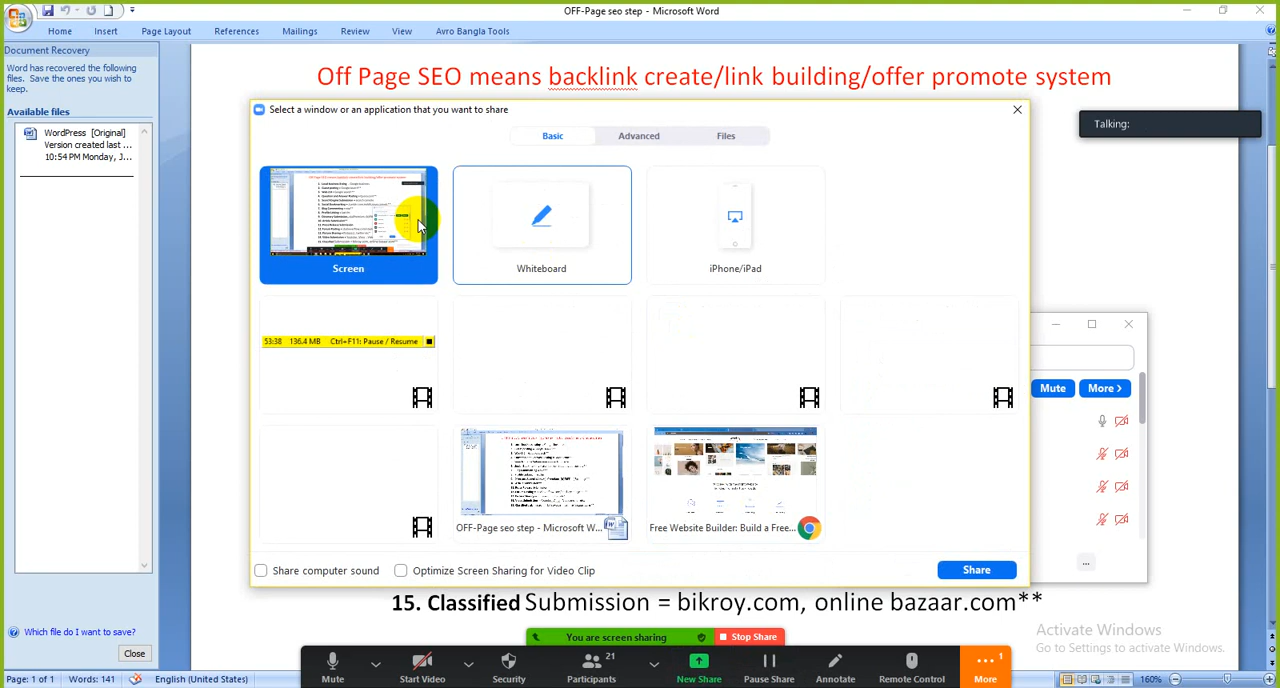 OFF-Page seo step - Microsoft Word
Home Insert Page Layout References Mailings Review View Avro Bangla Tools
Document Recovery
Word has recovered the following
files. Save the ones you wish to
keep.
Available files
WordPress [Original]
Version created last ...
10:54 PM Monday, J...
Which file do I want to save?
Close
Off Page SEO means backlink create/link building/offer promote system
Select a window or an application that you want to share
Basic Advanced Files
Screen
Whiteboard
iPhone/iPad
53:38 136.4 MB Ctrl+F11: Pause / Resume
OFF-Page seo step - Microsoft W...
Free Website Builder: Build a Free...
Share computer sound
Optimize Screen Sharing for Video Clip
Share
Talking:
Mute More >
...
15. Classified Submission = bikroy.com, online bazaar.com**
Activate Windows
Go to Settings to activate Windows.
You are screen sharing
Stop Share
Mute
Start Video
Security
21
Participants
New Share
Pause Share
Annotate
Remote Control
1
More
Page: 1 of 1 Words: 141 English (United States) 160%